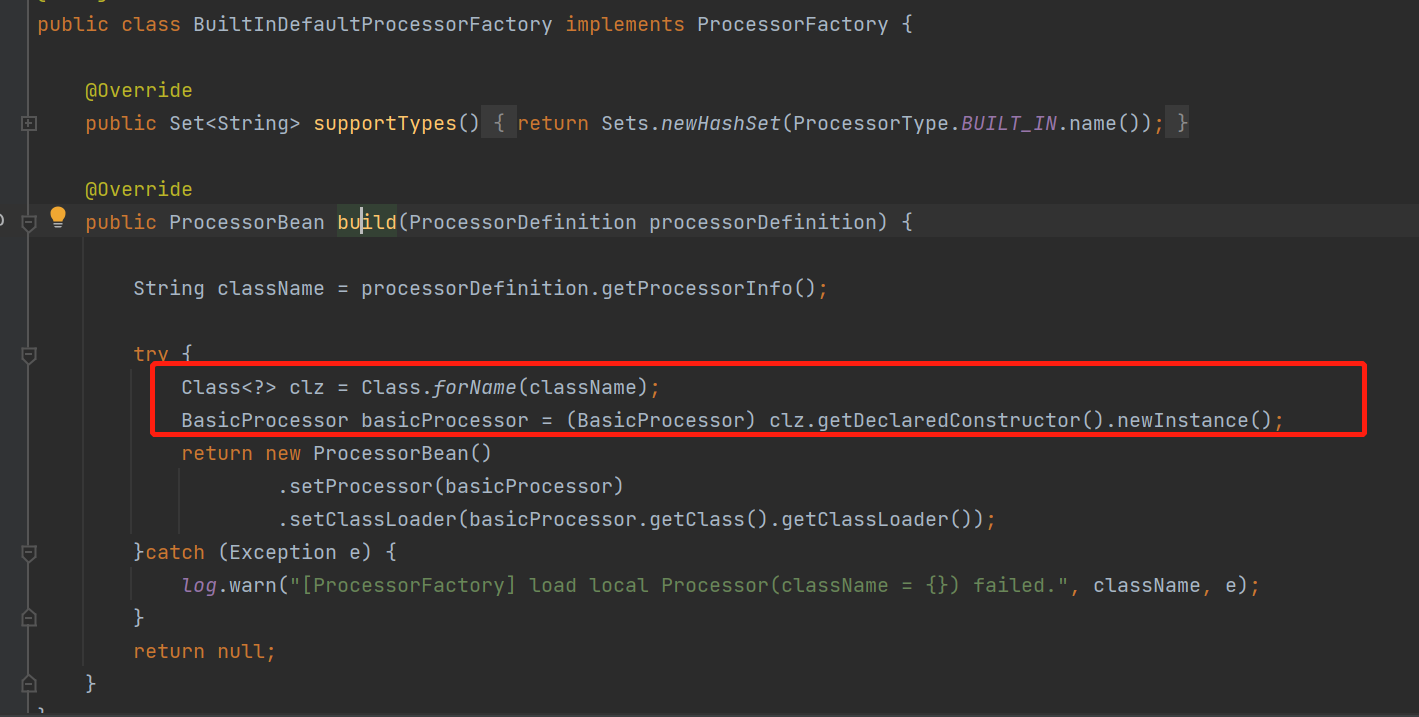 public class BuiltInDefaultProcessorFactory implements ProcessorFactory {
@Override
public Set<String> supportTypes() { return Sets.newHashSet(ProcessorType.BUILT_IN.name()); }
@Override
public ProcessorBean build(ProcessorDefinition processorDefinition) {
String className = processorDefinition.getProcessorInfo();
try {
Class<?> clz = Class.forName(className);
BasicProcessor basicProcessor = (BasicProcessor) clz.getDeclaredConstructor().newInstance();
return new ProcessorBean()
.setProcessor(basicProcessor)
.setClassLoader(basicProcessor.getClass().getClassLoader());
}catch (Exception e) {
log.warn("[ProcessorFactory] load local Processor(className = {}) failed.", className, e);
}
return null;
}